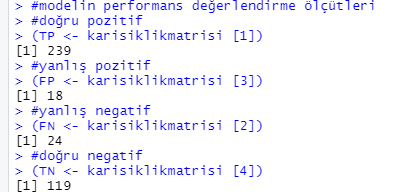 > #modelin performans değerlendirme ölçütleri
> #doğru pozitif
> (TP <- karisiklikmatrisi [1])
[1] 239
> #yanlış pozitif
> (FP <- karisiklikmatrisi [3])
[1] 18
> #yanlış negatif
> (FN <- karisiklikmatrisi [2])
[1] 24
> #doğru negatif
> (TN <- karisiklikmatrisi [4])
[1] 119